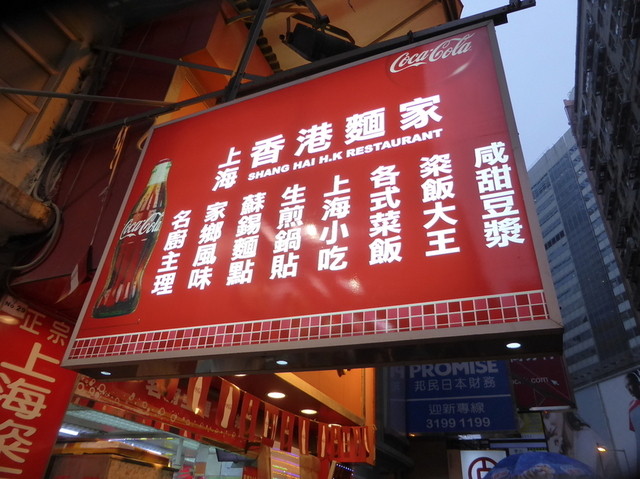 Coca-Cola
上海香港麵家
SHANG HAI H.K RESTAURANT
咸甜豆漿
粢飯大王
各式菜飯
上海小吃
生煎鍋貼
蘇錫麵點
家鄉風味
名廚主理
Coca-Cola
正宗
上海粢
PROMISE
邦民日本財務
迎新專線
3199 1199
.com